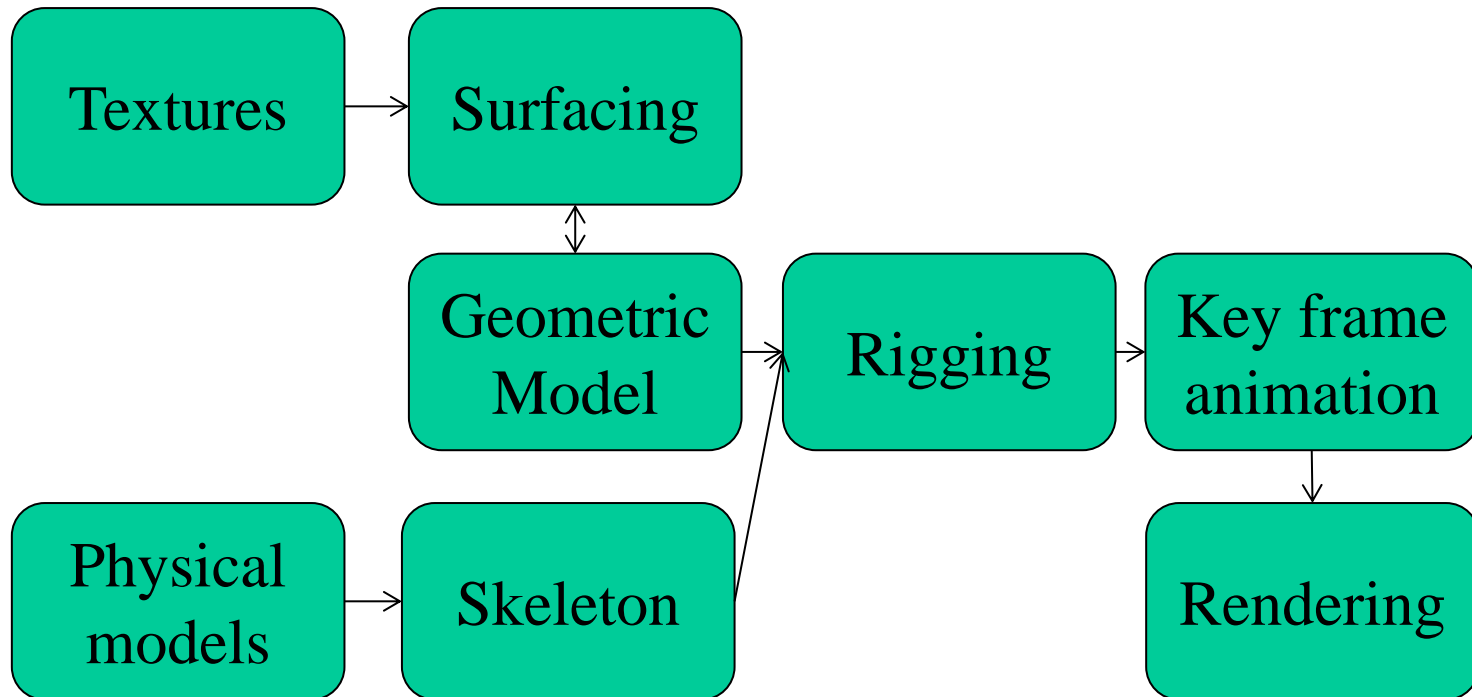 Textures
Surfacing
Geometric
Model
Rigging
Key frame
animation
Physical
models
Skeleton
Rendering